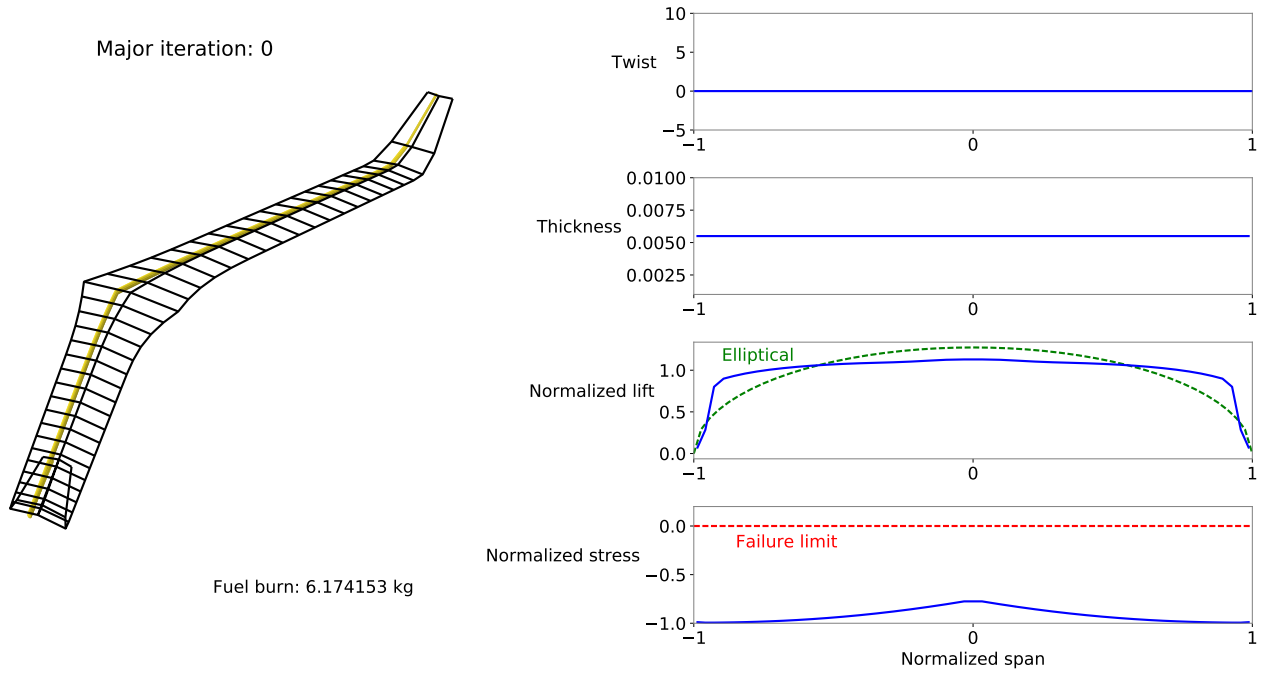 Major iteration: 0
Fuel burn: 6.174153 kg
Twist
10
5
0
−5
−1 0 1
Thickness
0.0100
0.0075
0.0050
0.0025
−1 0 1
Normalized lift
Elliptical
1.0
0.5
0.0
−1 0 1
Normalized stress
0.0
Failure limit
−0.5
−1.0
−1 0 1
Normalized span